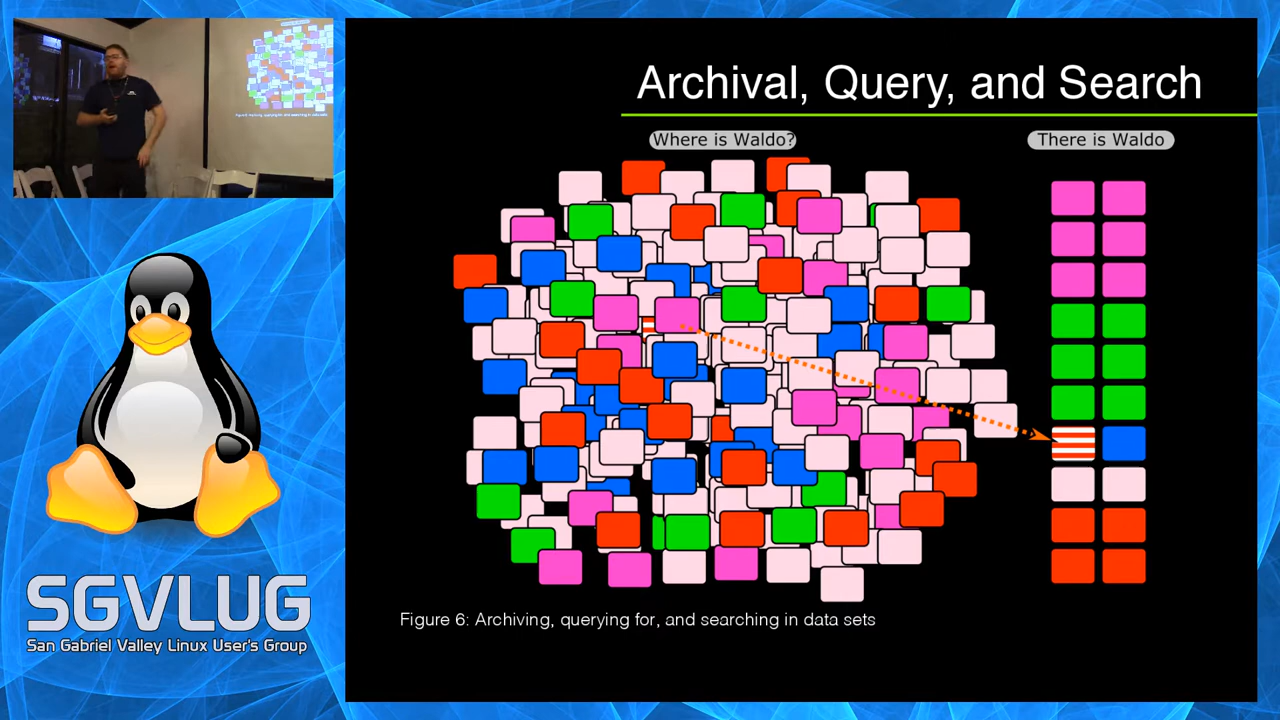 Archival, Query, and Search
Where is Waldo?
There is Waldo
Figure 6: Archiving, querying for, and searching in data sets
SGVLUG
San Gabriel Valley Linux User's Group